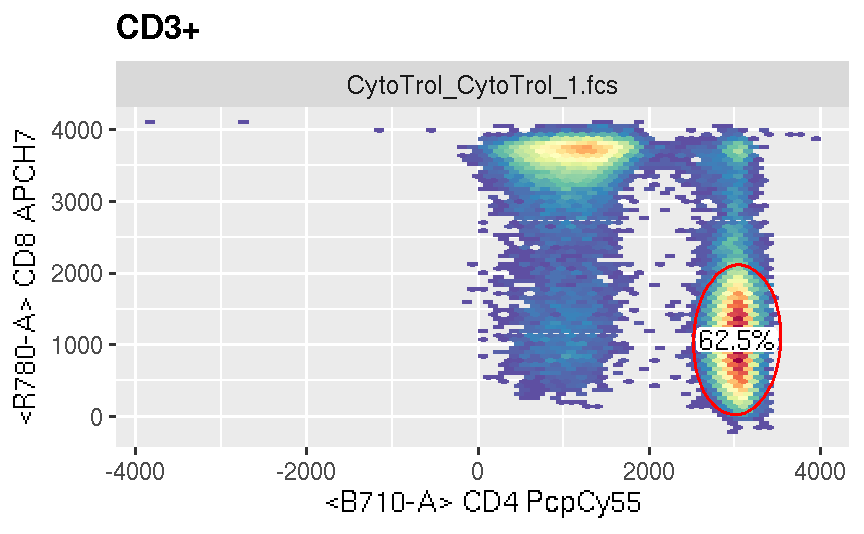 CD3+
CytoTrol_CytoTrol_1.fcs
<R780-A> CD8 APCH7
4000
3000
2000
1000
0
62.5%
-4000
-2000
0
2000
4000
<B710-A> CD4 PcpCy55